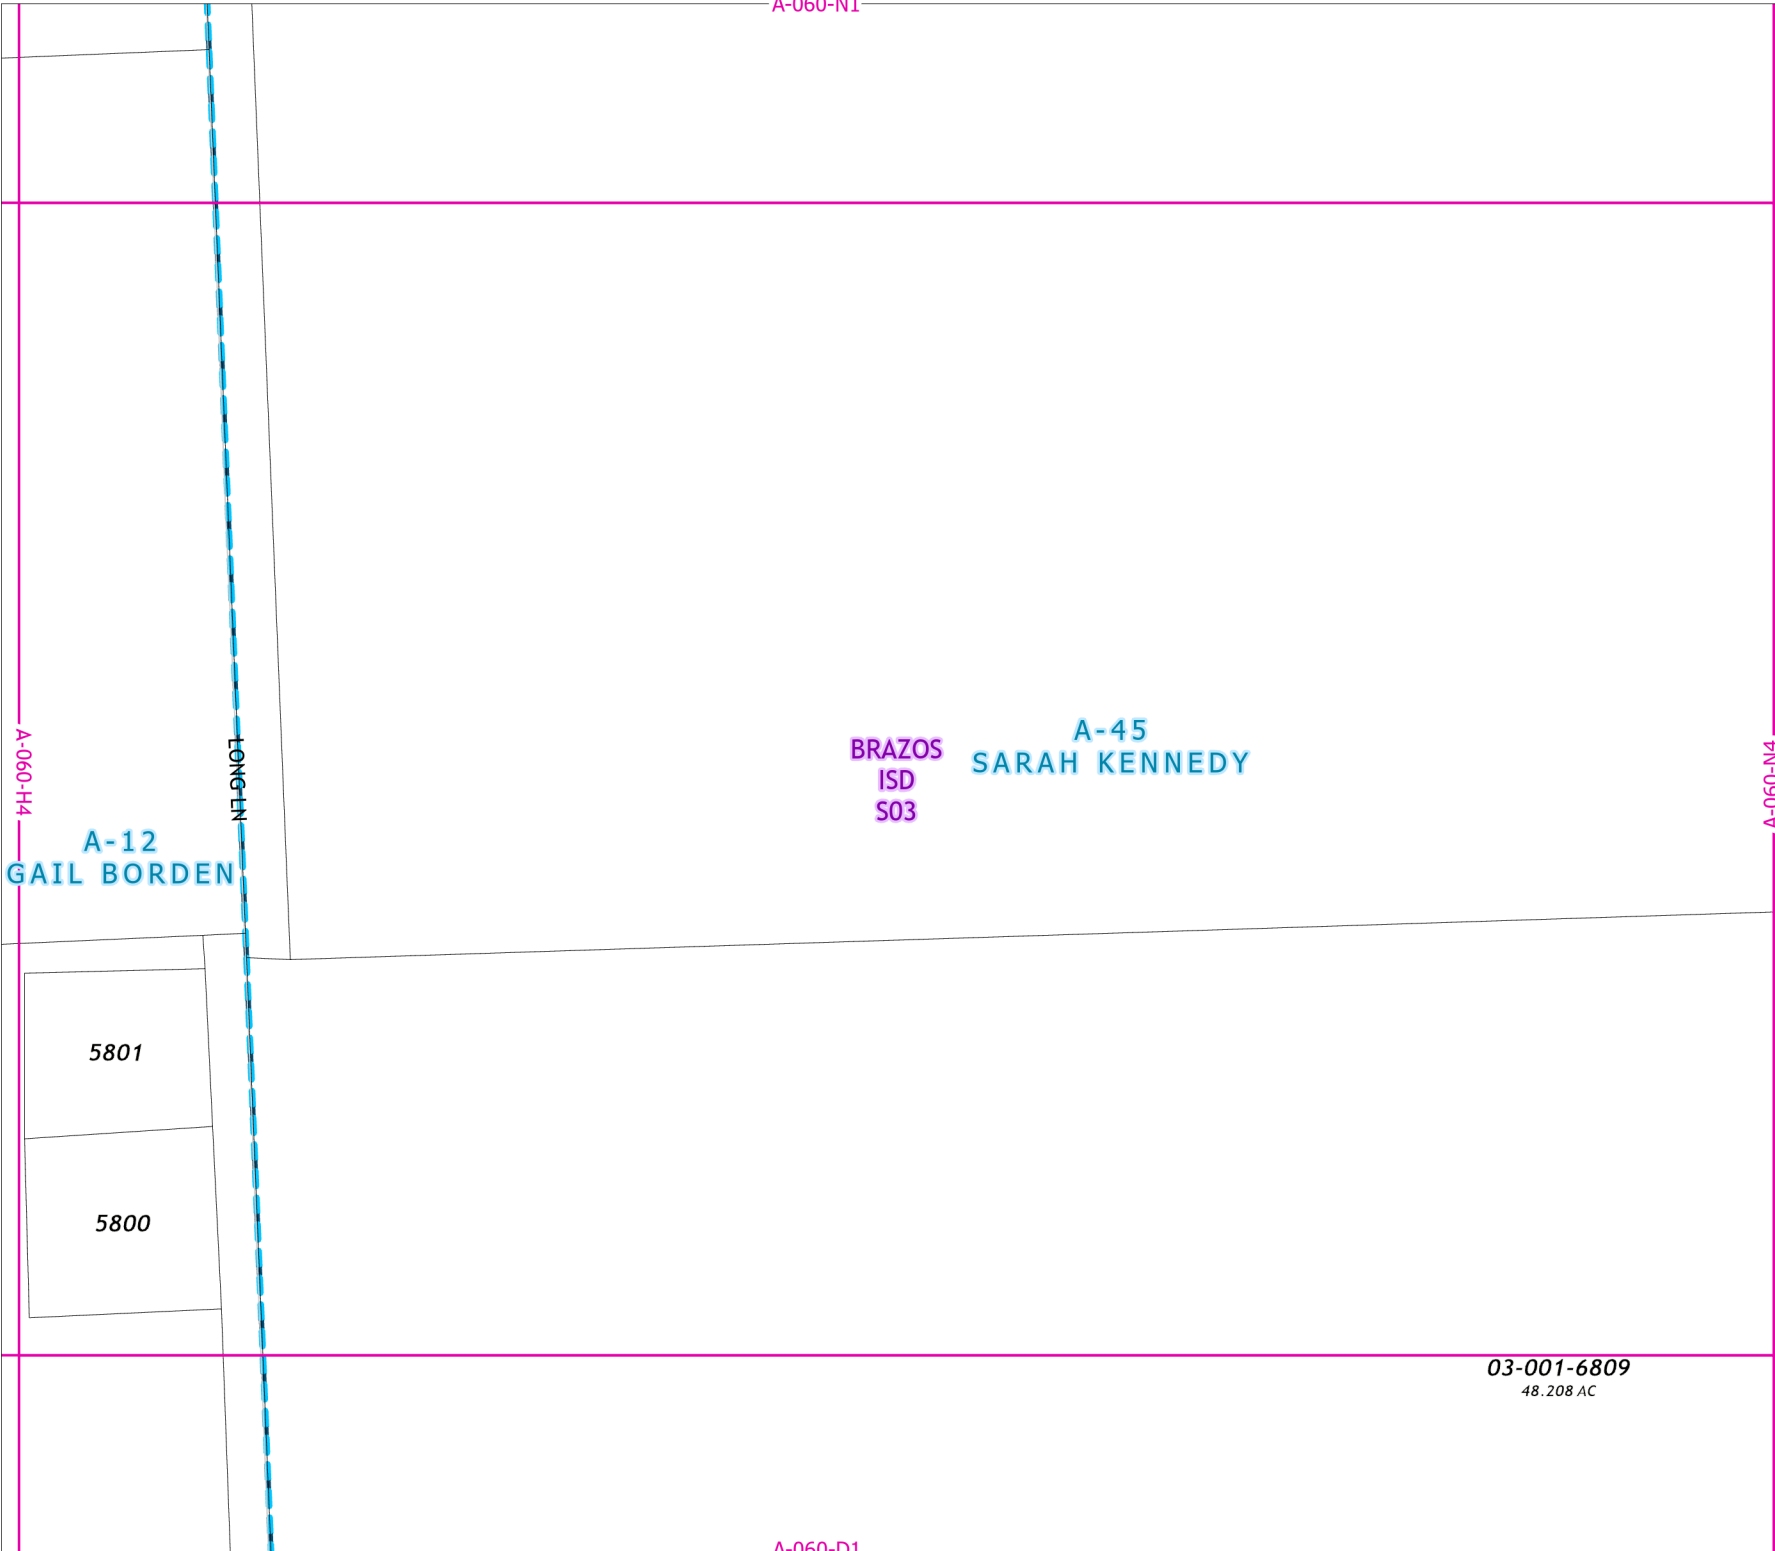 A-060-N1
A-45
SARAH KENNEDY
BRAZOS
ISD
S03
A-060-H4
LONG LN
A-060-N4
A-12
GAIL BORDEN
5801
5800
03-001-6809
48.208 AC
A-060-D1